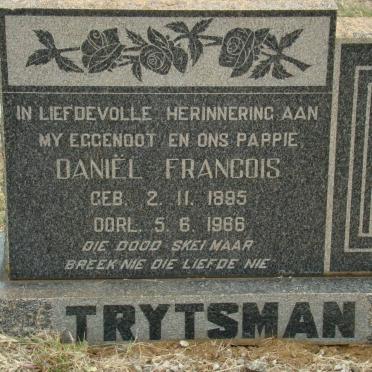 IN LIEFDEVOLLE HERINNERING AAN
MY EGGENOOT EN ONS PAPPIE,
DANIËL FRANCOIS
GEB. 2. 11. 1895
OORL. 5. 6. 1966
DIE DOOD SKEI MAAR
BREEK NIE DIE LIEFDE NIE
TRYTSMAN